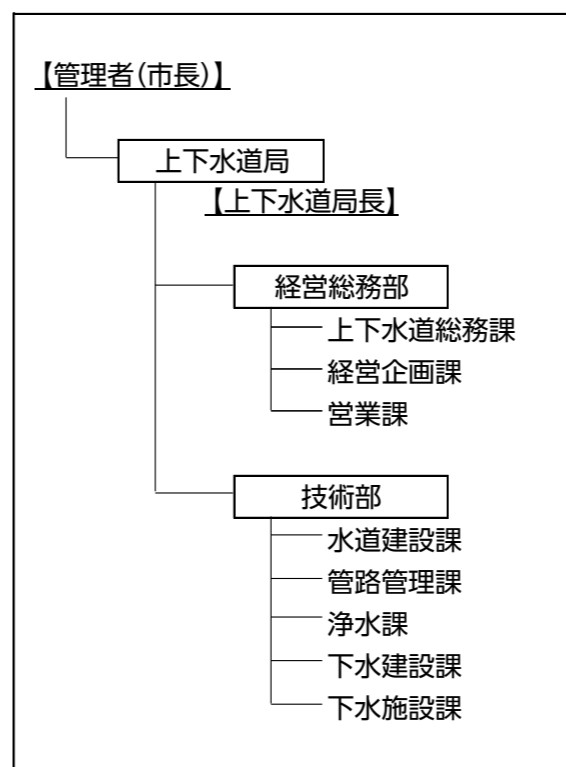 【管理者(市長)】
上下水道局
【上下水道局長】
経営総務部
上下水道総務課
経営企画課
営業課
技術部
水道建設課
管路管理課
浄水課
下水建設課
下水施設課